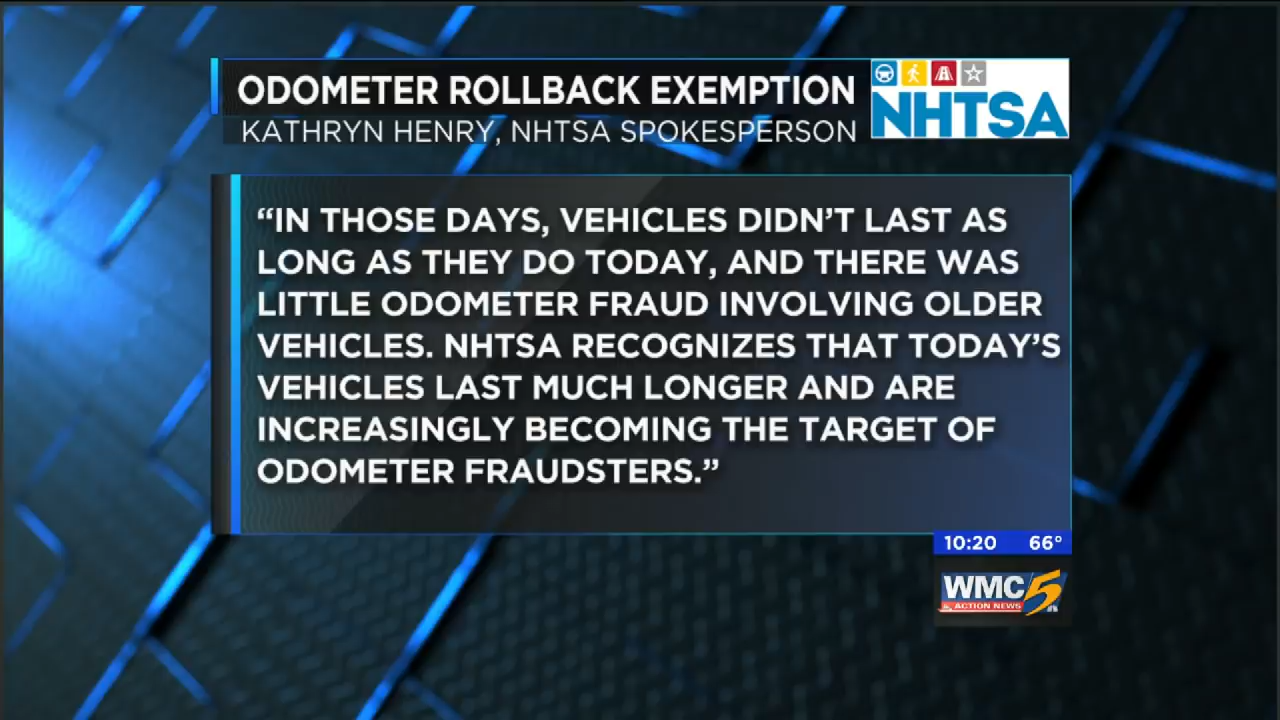 ODOMETER ROLLBACK EXEMPTION
KATHRYN HENRY, NHTSA SPOKESPERSON
NHTSA
“IN THOSE DAYS, VEHICLES DIDN’T LAST AS
LONG AS THEY DO TODAY, AND THERE WAS
LITTLE ODOMETER FRAUD INVOLVING OLDER
VEHICLES. NHTSA RECOGNIZES THAT TODAY’S
VEHICLES LAST MUCH LONGER AND ARE
INCREASINGLY BECOMING THE TARGET OF
ODOMETER FRAUDSTERS.”
10:20 66°
WMC5
ACTION NEWS